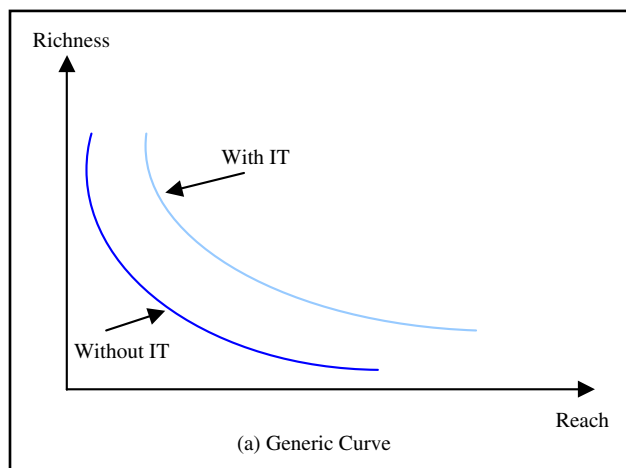 Richness
With IT
Without IT
Reach
(a) Generic Curve